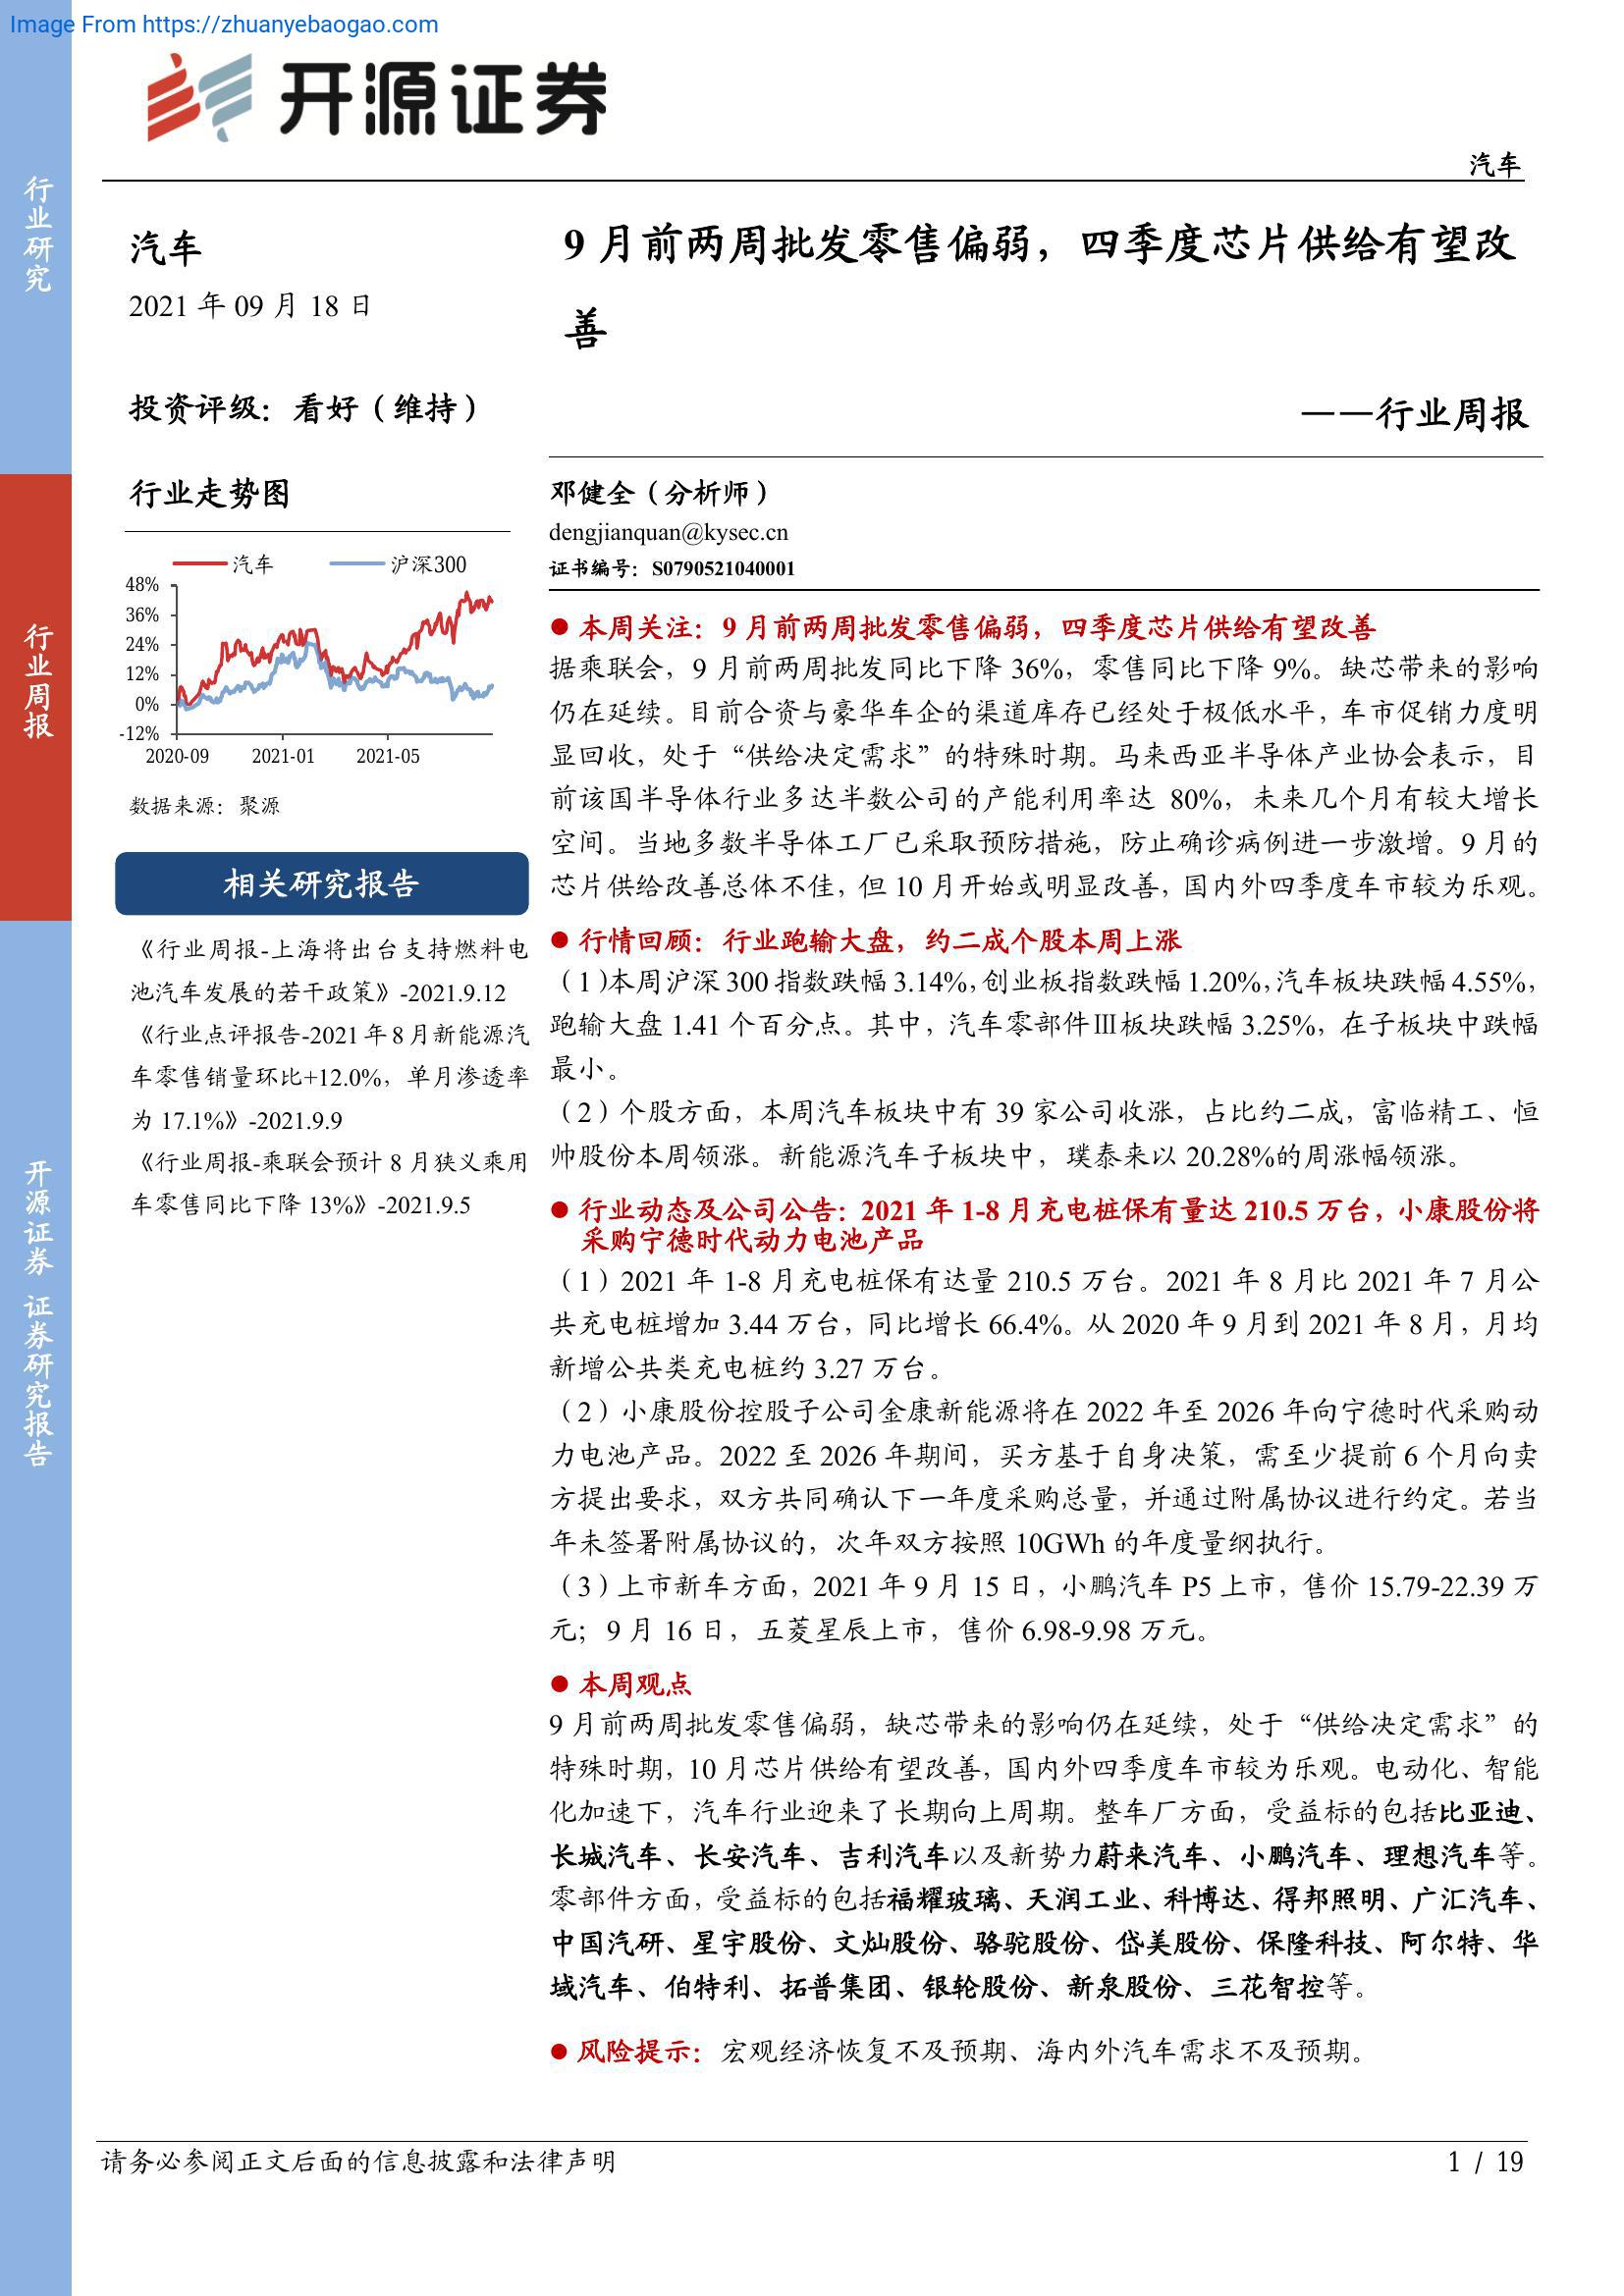 Image From https://zhuanyebaogao.com
开源证券
汽车
行业研究
行业周报
开源证券 证券研究报告
汽车
2021 年 09 月 18 日
投资评级：看好（维持）
行业走势图
汽车 沪深300
48%
36%
24%
12%
0%
-12%
2020-09 2021-01 2021-05
数据来源：聚源
相关研究报告
《行业周报-上海将出台支持燃料电
池汽车发展的若干政策》-2021.9.12
《行业点评报告-2021 年 8 月新能源汽
车零售销量环比+12.0%，单月渗透率
为 17.1%》-2021.9.9
《行业周报-乘联会预计 8 月狭义乘用
车零售同比下降 13%》-2021.9.5
9 月前两周批发零售偏弱，四季度芯片供给有望改
善
——行业周报
邓健全（分析师）
dengjianquan@kysec.cn
证书编号：S0790521040001
● 本周关注：9 月前两周批发零售偏弱，四季度芯片供给有望改善
据乘联会，9 月前两周批发同比下降 36%，零售同比下降 9%。缺芯带来的影响
仍在延续。目前合资与豪华车企的渠道库存已经处于极低水平，车市促销力度明
显回收，处于“供给决定需求”的特殊时期。马来西亚半导体产业协会表示，目
前该国半导体行业多达半数公司的产能利用率达 80%，未来几个月有较大增长
空间。当地多数半导体工厂已采取预防措施，防止确诊病例进一步激增。9 月的
芯片供给改善总体不佳，但 10 月开始或明显改善，国内外四季度车市较为乐观。
● 行情回顾：行业跑输大盘，约二成个股本周上涨
（1）本周沪深 300 指数跌幅 3.14%，创业板指数跌幅 1.20%，汽车板块跌幅 4.55%，
跑输大盘 1.41 个百分点。其中，汽车零部件Ⅲ板块跌幅 3.25%，在子板块中跌幅
最小。
（2）个股方面，本周汽车板块中有 39 家公司收涨，占比约二成，富临精工、恒
帅股份本周领涨。新能源汽车子板块中，璞泰来以 20.28%的周涨幅领涨。
● 行业动态及公司公告：2021 年 1-8 月充电桩保有量达 210.5 万台，小康股份将
采购宁德时代动力电池产品
（1）2021 年 1-8 月充电桩保有达量 210.5 万台。2021 年 8 月比 2021 年 7 月公
共充电桩增加 3.44 万台，同比增长 66.4%。从 2020 年 9 月到 2021 年 8 月，月均
新增公共类充电桩约 3.27 万台。
（2）小康股份控股子公司金康新能源将在 2022 年至 2026 年向宁德时代采购动
力电池产品。2022 至 2026 年期间，买方基于自身决策，需至少提前 6 个月向卖
方提出要求，双方共同确认下一年度采购总量，并通过附属协议进行约定。若当
年未签署附属协议的，次年双方按照 10GWh 的年度量纲执行。
（3）上市新车方面，2021 年 9 月 15 日，小鹏汽车 P5 上市，售价 15.79-22.39 万
元；9 月 16 日，五菱星辰上市，售价 6.98-9.98 万元。
● 本周观点
9 月前两周批发零售偏弱，缺芯带来的影响仍在延续，处于“供给决定需求”的
特殊时期，10 月芯片供给有望改善，国内外四季度车市较为乐观。电动化、智能
化加速下，汽车行业迎来了长期向上周期。整车厂方面，受益标的包括比亚迪、
长城汽车、长安汽车、吉利汽车以及新势力蔚来汽车、小鹏汽车、理想汽车等。
零部件方面，受益标的包括福耀玻璃、天润工业、科博达、得邦照明、广汇汽车、
中国汽研、星宇股份、文灿股份、骆驼股份、岱美股份、保隆科技、阿尔特、华
域汽车、伯特利、拓普集团、银轮股份、新泉股份、三花智控等。
● 风险提示：宏观经济恢复不及预期、海内外汽车需求不及预期。
请务必参阅正文后面的信息披露和法律声明
1 / 19